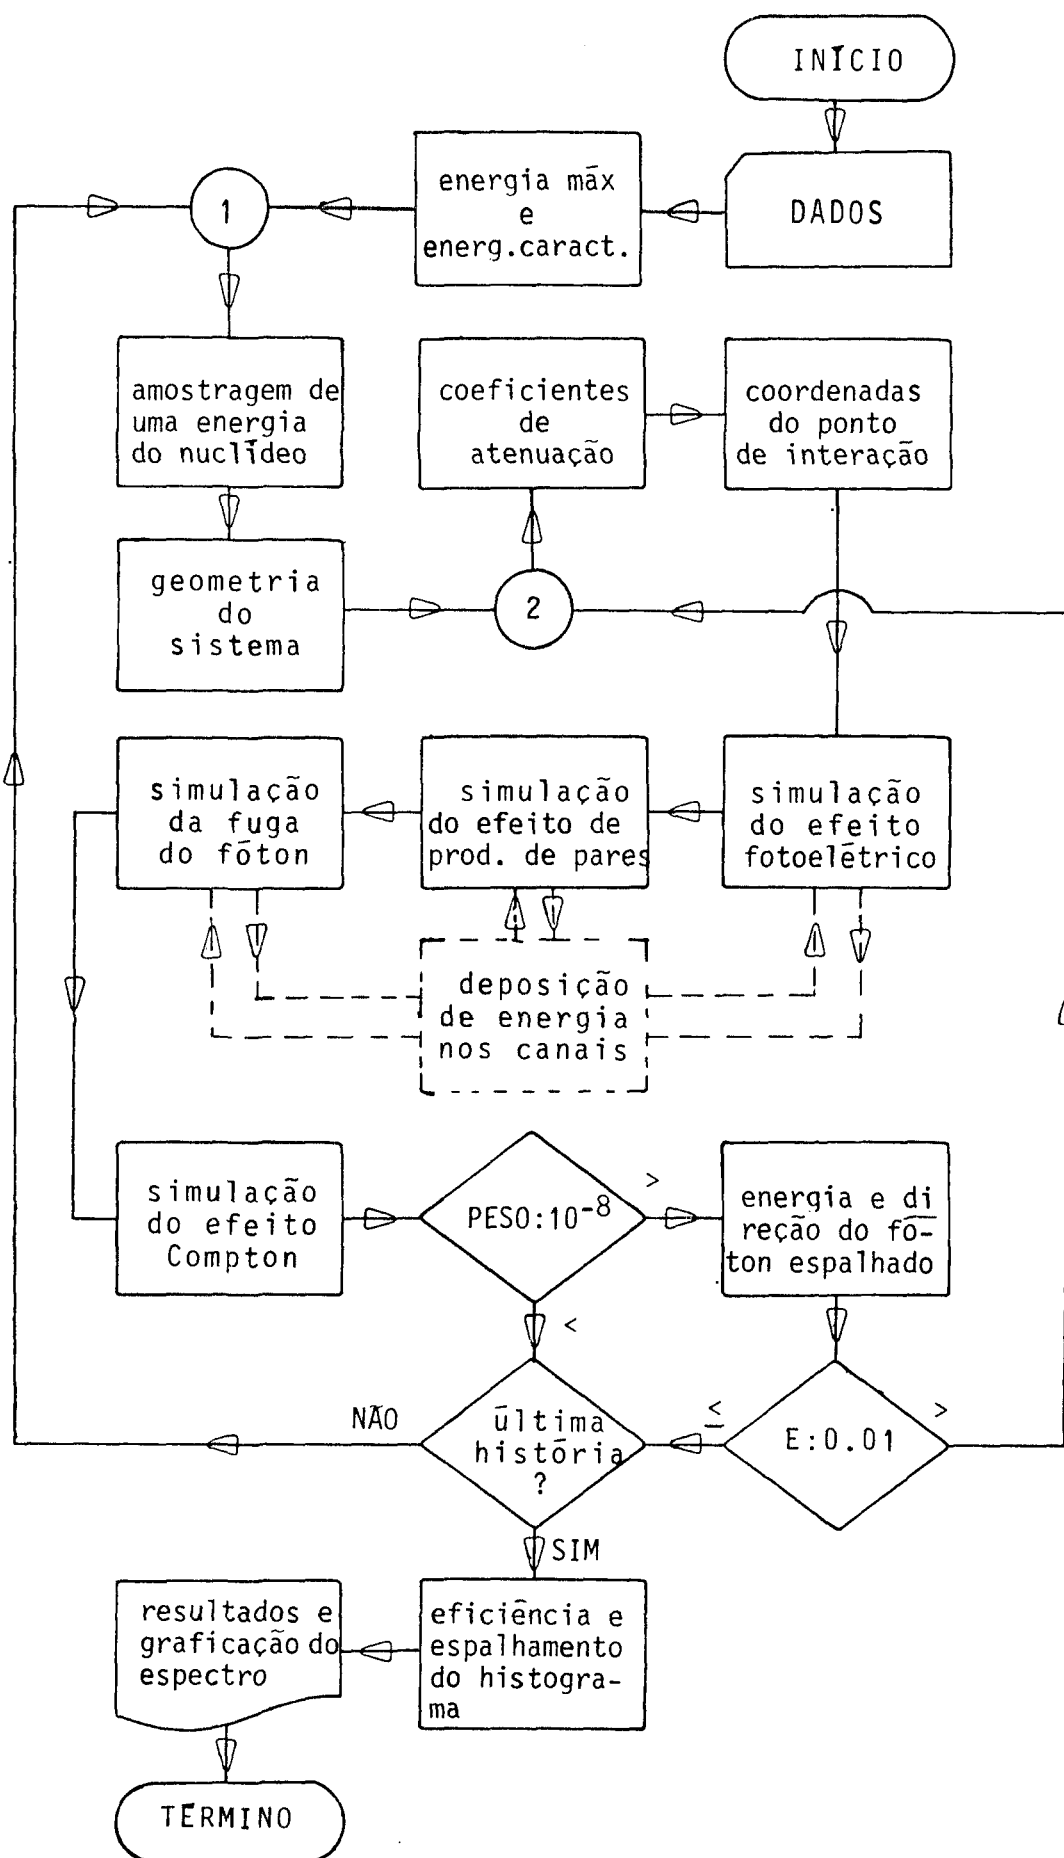 INÍCIO
DADOS
energia máx
e
energ.caract.
1
amostragem de
uma energia
do nuclídeo
geometria
do
sistema
2
coeficientes
de
atenuação
coordenadas
do ponto
de interação
simulação
do efeito
fotoelétrico
simulação
do efeito de
prod. de pares
simulação
da fuga
do fóton
deposição
de energia
nos canais
simulação
do efeito
Compton
PESO:10⁻⁸
>
<
energia e di
reção do fó-
ton espalhado
E:0.01
>
≤
última
história
?
NÃO
SIM
eficiência e
espalhamento
do histogra-
ma
resultados e
graficação do
espectro
TÉRMINO